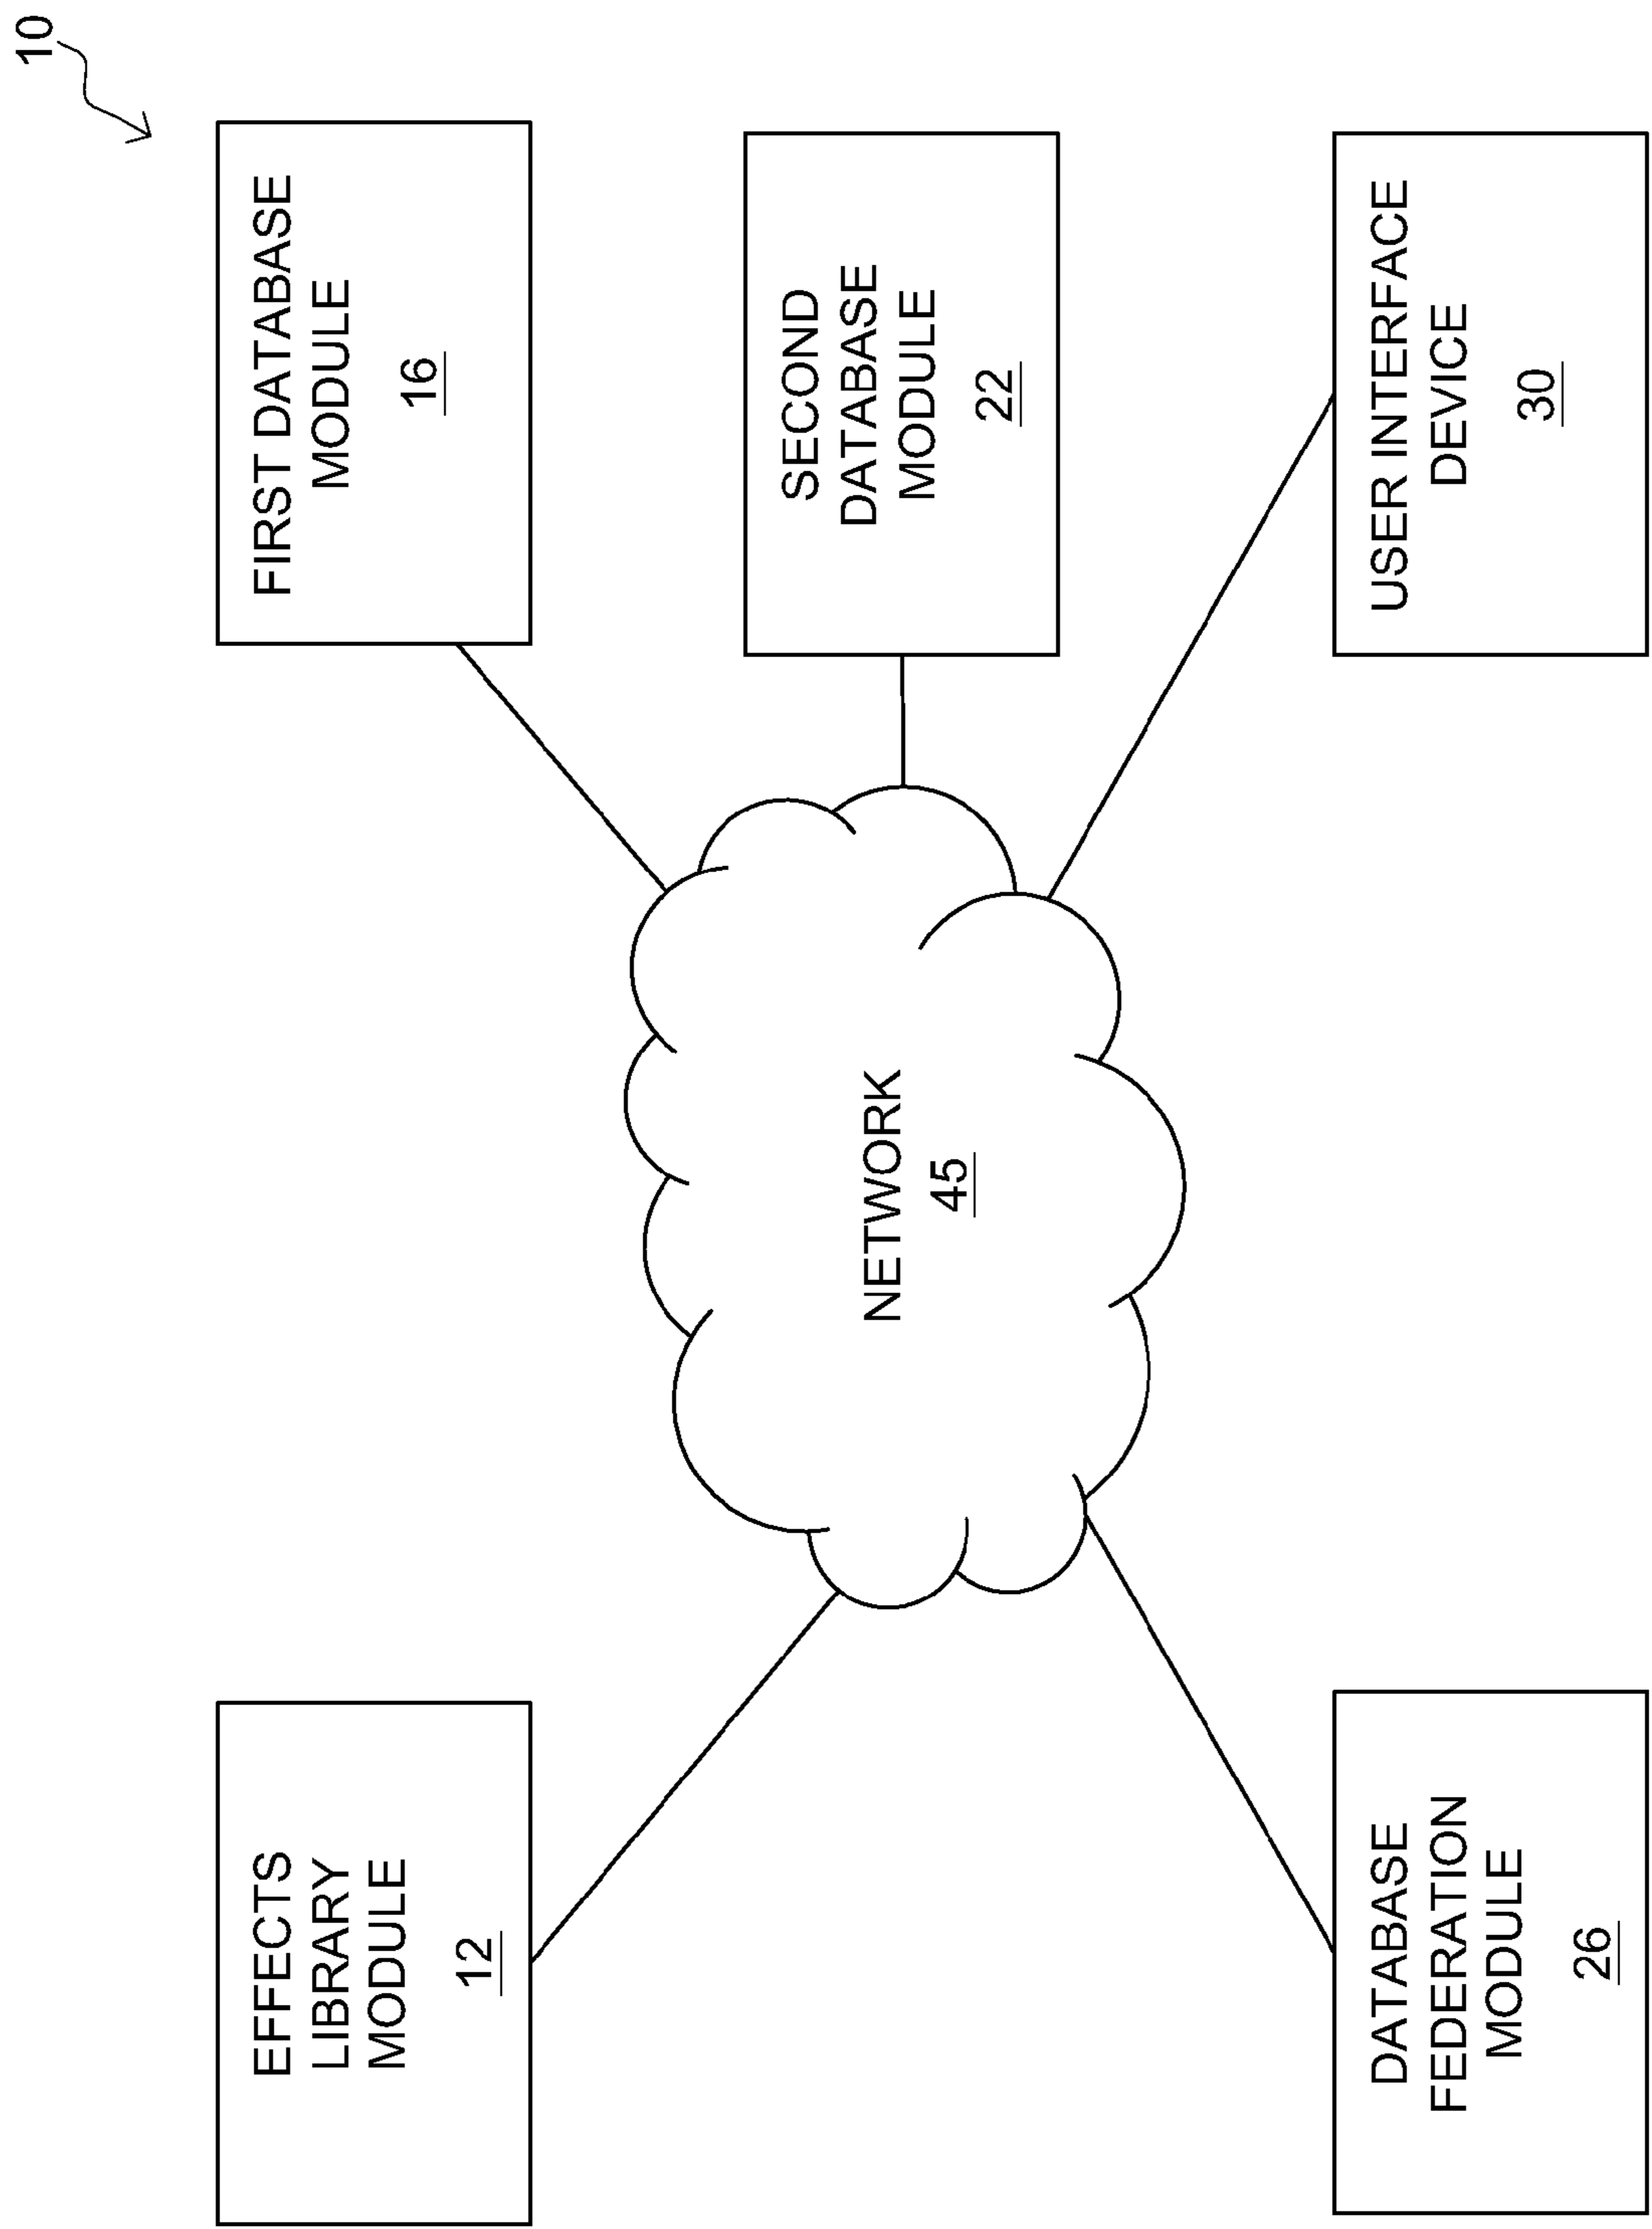 10
EFFECTS
LIBRARY
MODULE
12
FIRST DATABASE
MODULE
16
SECOND
DATABASE
MODULE
22
NETWORK
45
DATABASE
FEDERATION
MODULE
26
USER INTERFACE
DEVICE
30